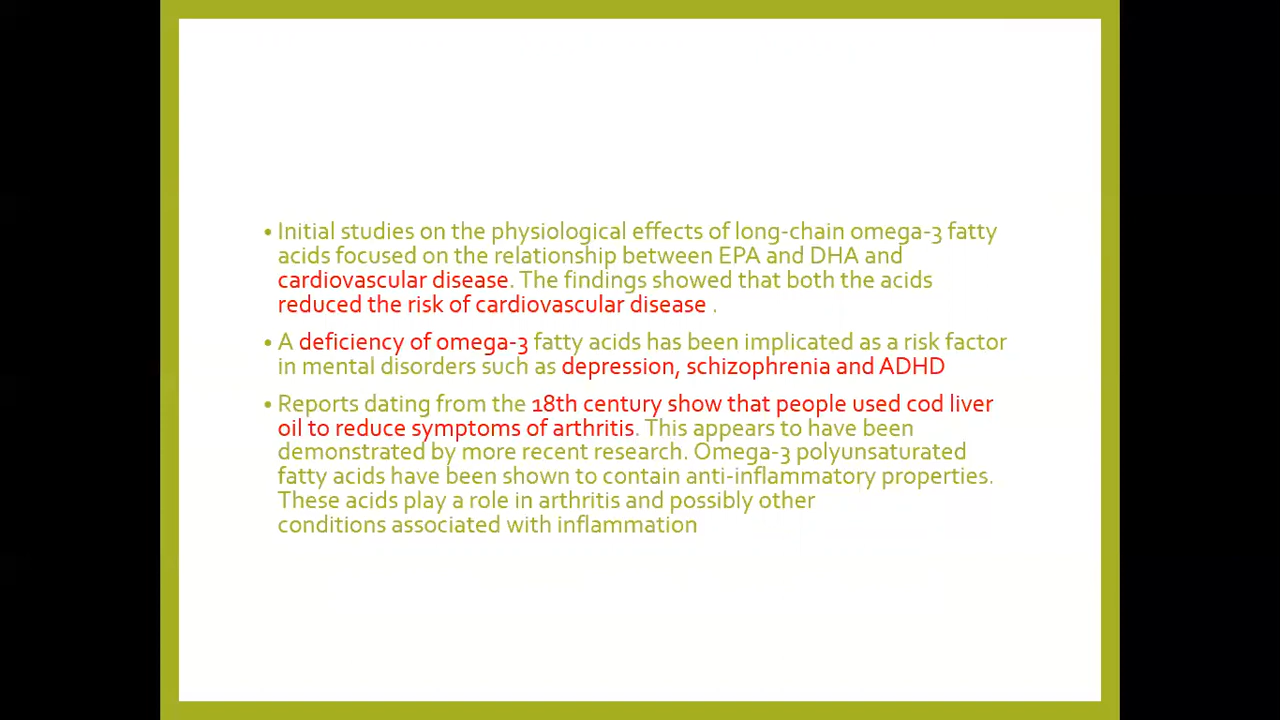 • Initial studies on the physiological effects of long-chain omega-3 fatty
acids focused on the relationship between EPA and DHA and
cardiovascular disease. The findings showed that both the acids
reduced the risk of cardiovascular disease .
• A deficiency of omega-3 fatty acids has been implicated as a risk factor
in mental disorders such as depression, schizophrenia and ADHD
• Reports dating from the 18th century show that people used cod liver
oil to reduce symptoms of arthritis. This appears to have been
demonstrated by more recent research. Omega-3 polyunsaturated
fatty acids have been shown to contain anti-inflammatory properties.
These acids play a role in arthritis and possibly other
conditions associated with inflammation